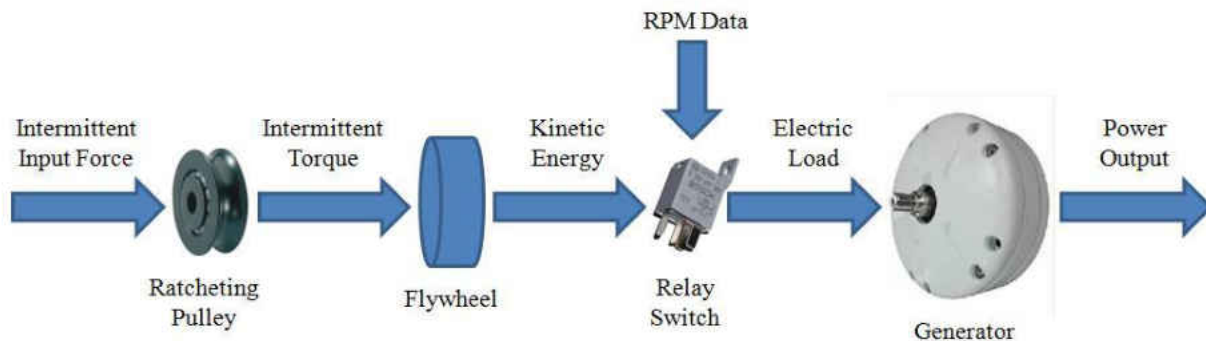 RPM Data
Intermittent
Input Force
Intermittent
Torque
Kinetic
Energy
Electric
Load
Power
Output
Ratcheting
Pulley
Flywheel
Relay
Switch
Generator